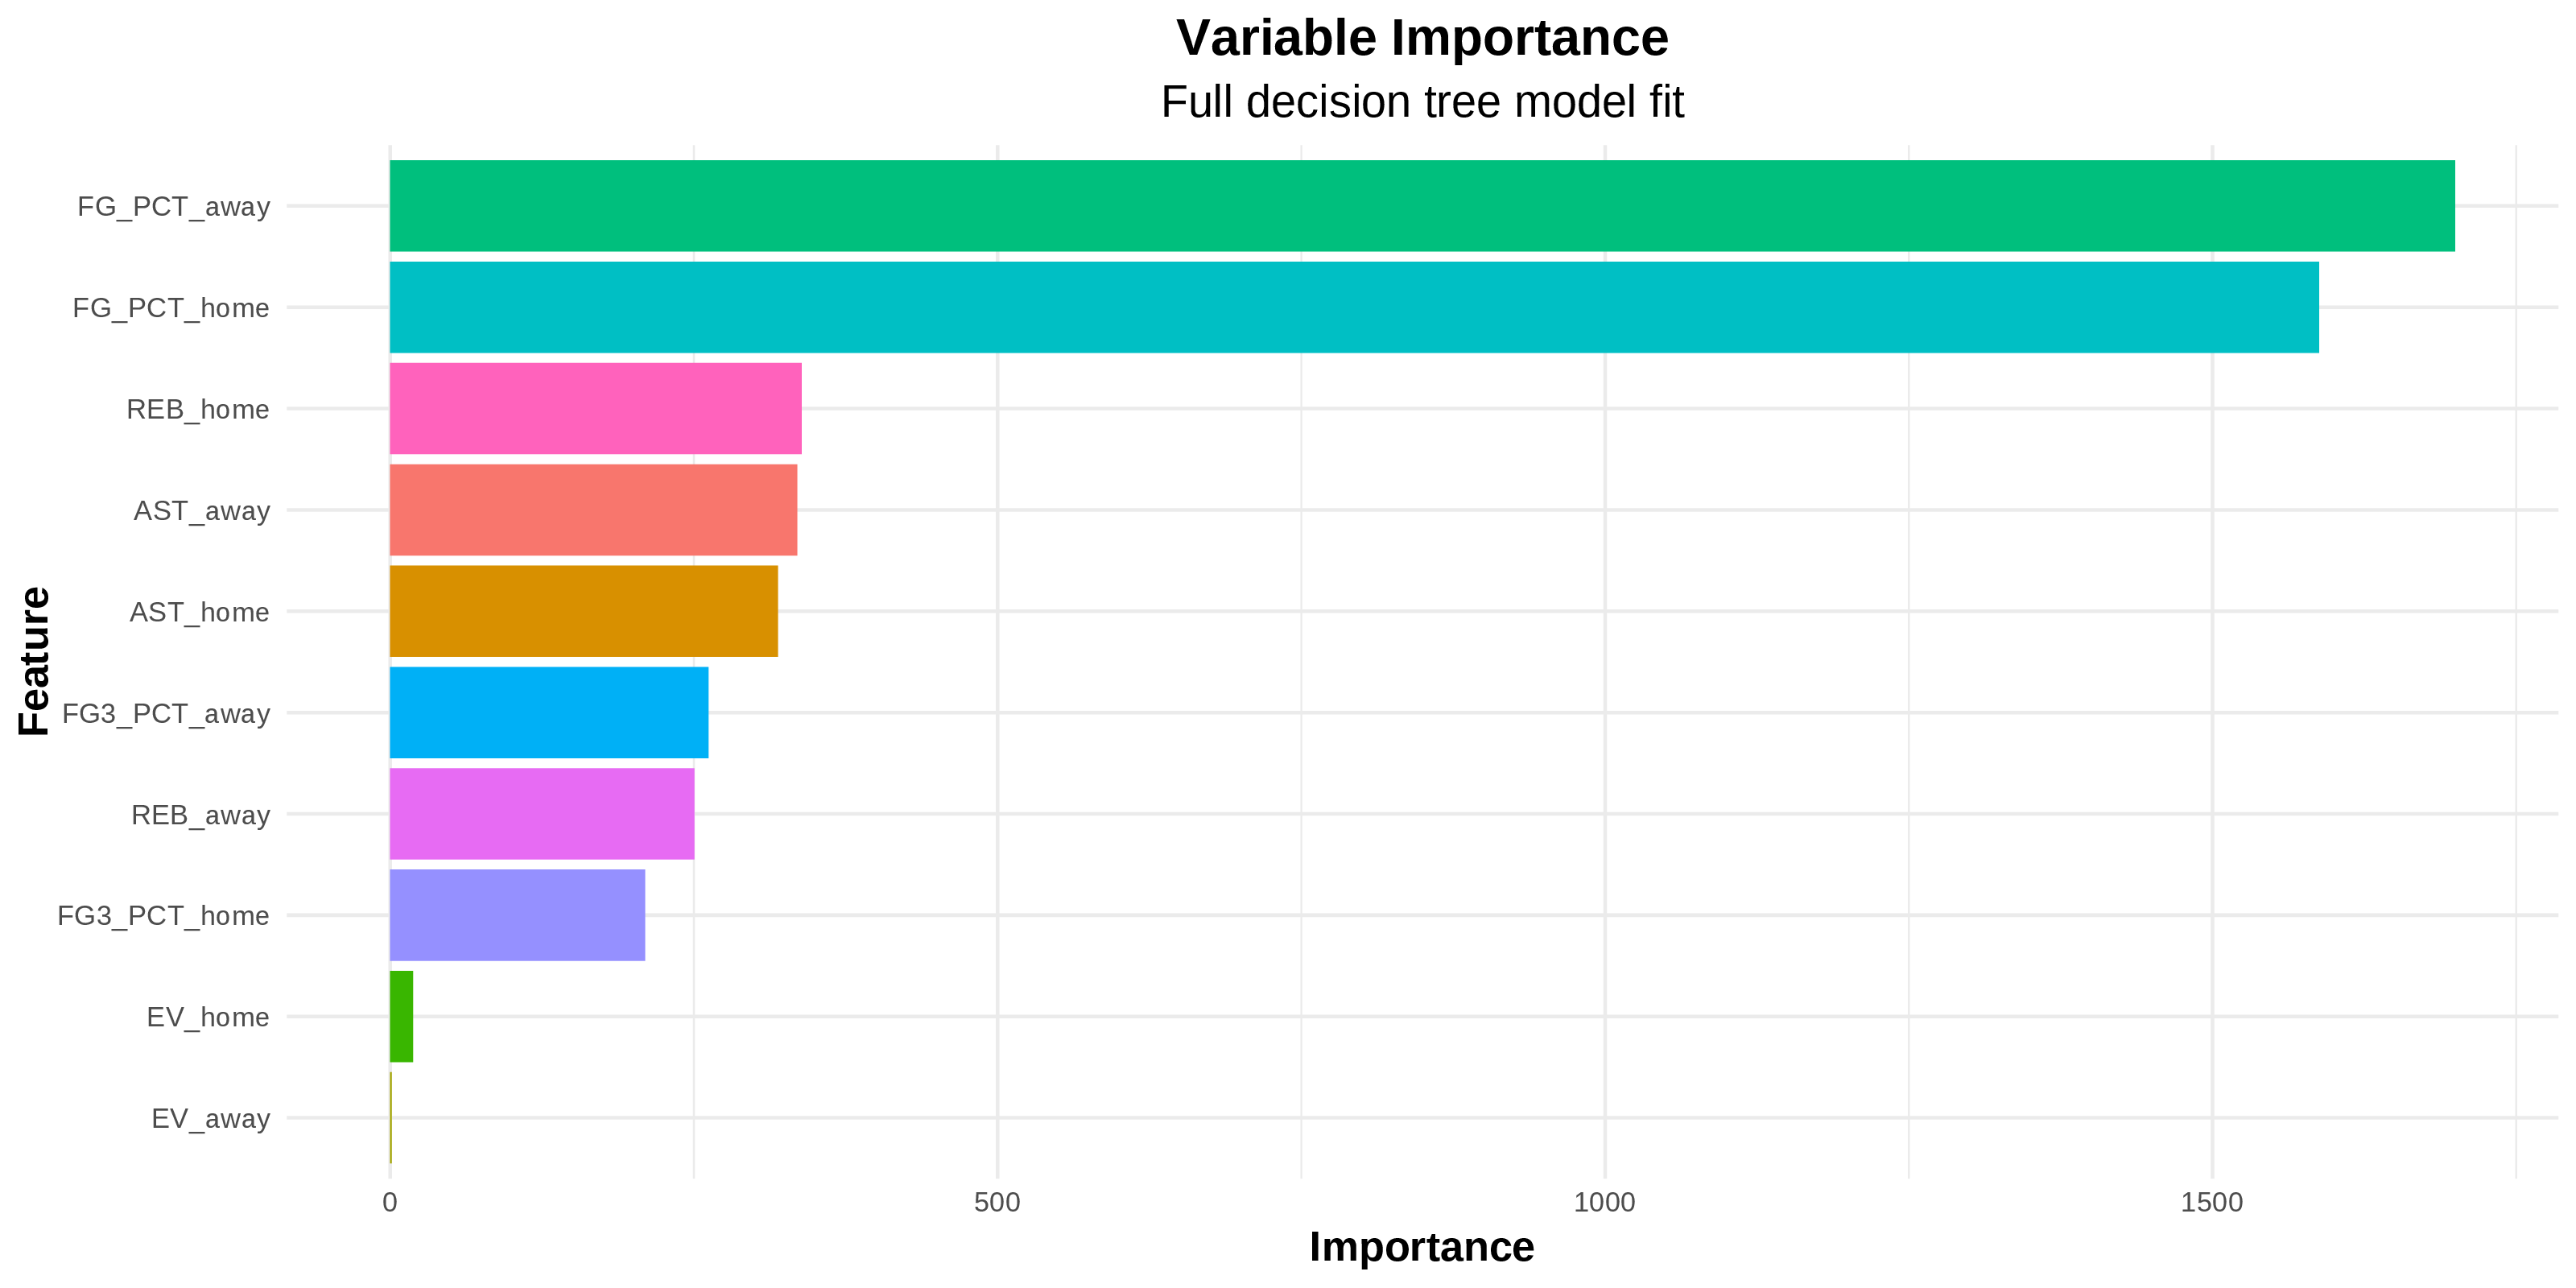 Variable Importance
Full decision tree model fit
Feature
FG_PCT_away
FG_PCT_home
REB_home
AST_away
AST_home
FG3_PCT_away
REB_away
FG3_PCT_home
EV_home
EV_away
0 500 1000 1500
Importance